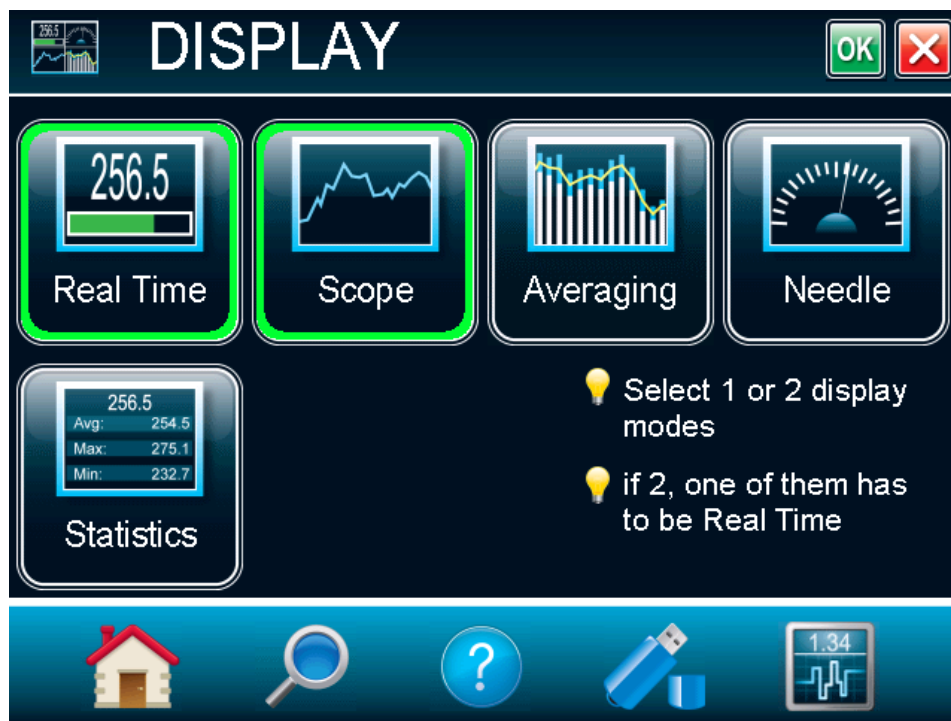 256.5
DISPLAY
OK
256.5
Real Time
Scope
Averaging
Needle
256.5
Avg: 254.5
Max: 275.1
Min: 232.7
Statistics
Select 1 or 2 display
modes
if 2, one of them has
to be Real Time
?
1.34